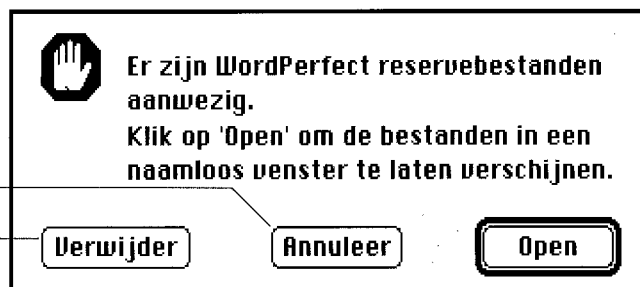 Er zijn WordPerfect reservebestanden
aanwezig.
Klik op 'Open' om de bestanden in een
naamloos venster te laten verschijnen.
Verwijder Annuleer Open